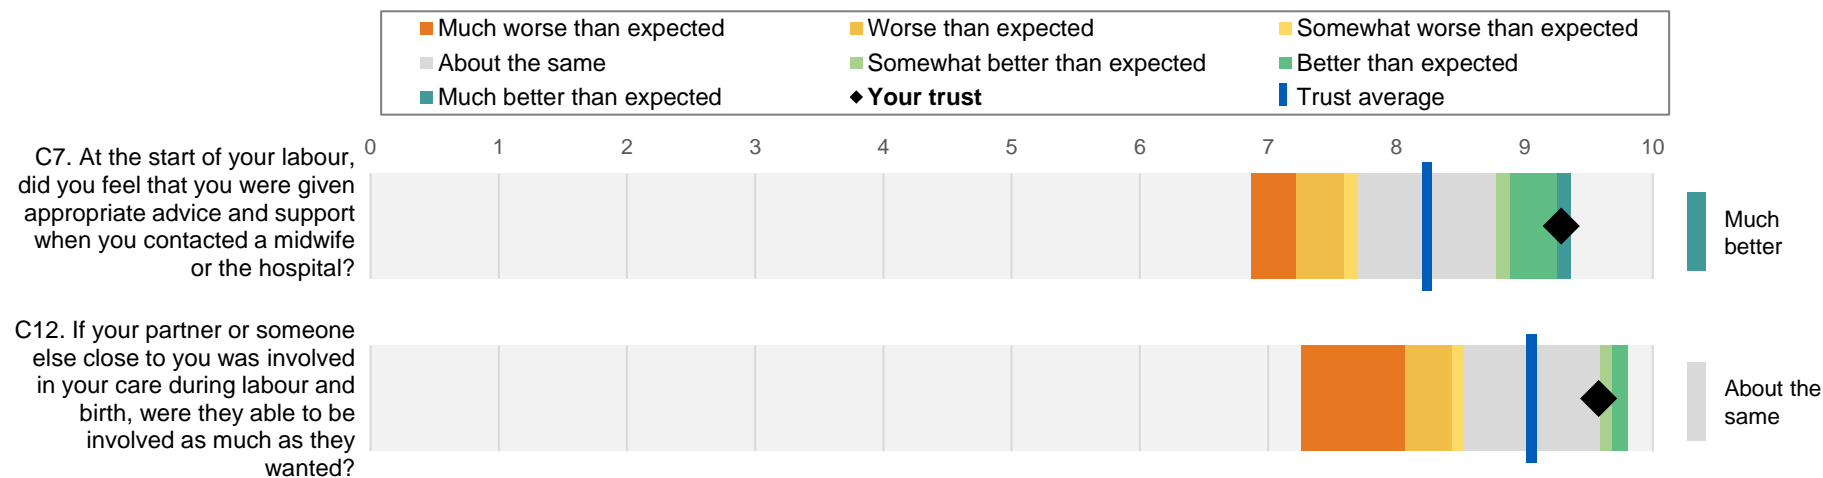 Much worse than expected
Worse than expected
Somewhat worse than expected
About the same
Somewhat better than expected
Better than expected
Much better than expected
Your trust
Trust average
0 1 2 3 4 5 6 7 8 9 10
C7. At the start of your labour,
did you feel that you were given
appropriate advice and support
when you contacted a midwife
or the hospital?
Much
better
C12. If your partner or someone
else close to you was involved
in your care during labour and
birth, were they able to be
involved as much as they
wanted?
About the
same